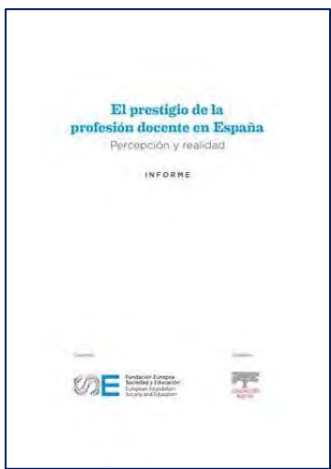 El prestigio de la
profesión docente en España
Percepción y realidad
INFORME
Fundación Europea
Sociedad y Educación
European Foundation
Society and Education
FUNDACIÓN